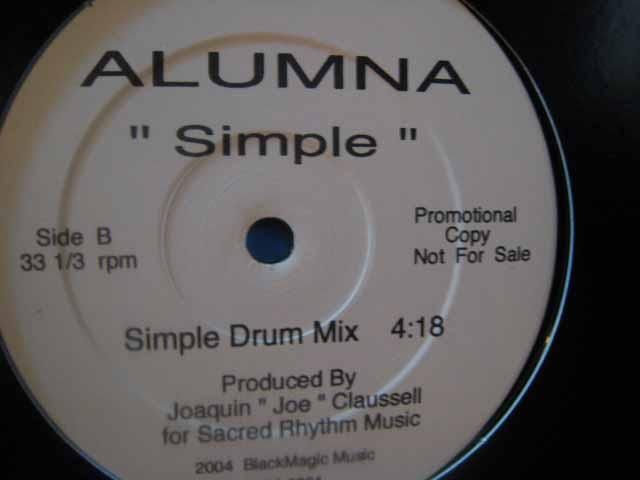 ALUMNA
" Simple "
Side B
33 1/3 rpm
Promotional
Copy
Not For Sale
Simple Drum Mix 4:18
Produced By
Joaquin " Joe " Claussell
for Sacred Rhythm Music
2004 BlackMagic Music